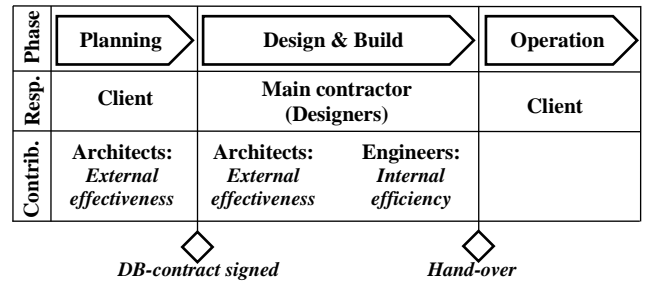 Phase
Planning
Design & Build
Operation
Resp.
Client
Main contractor
(Designers)
Client
Contrib.
Architects:
External
effectiveness
Architects:
External
effectiveness
Engineers:
Internal
efficiency
DB-contract signed
Hand-over